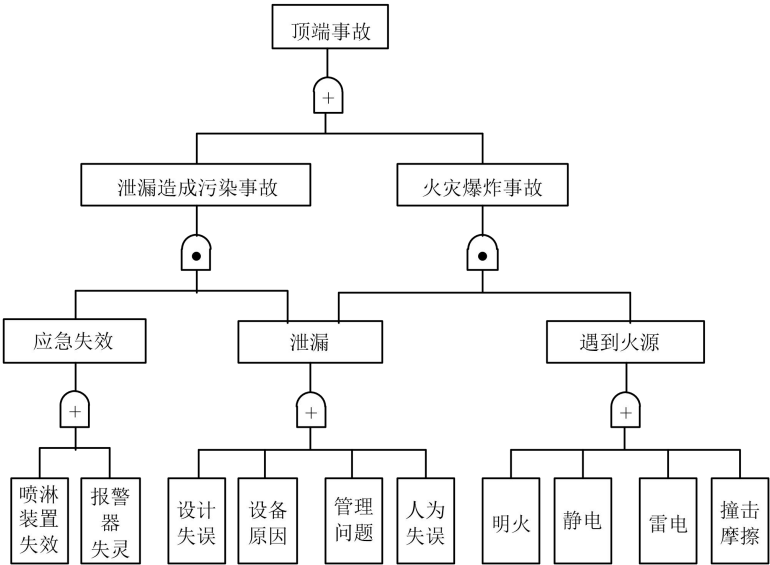 顶端事故
+
泄漏造成污染事故
火灾爆炸事故
应急失效
泄漏
遇到火源
+
+
+
喷淋
装置
失效
报警
器
失灵
设计
失误
设备
原因
管理
问题
人为
失误
明火
静电
雷电
撞击
摩擦